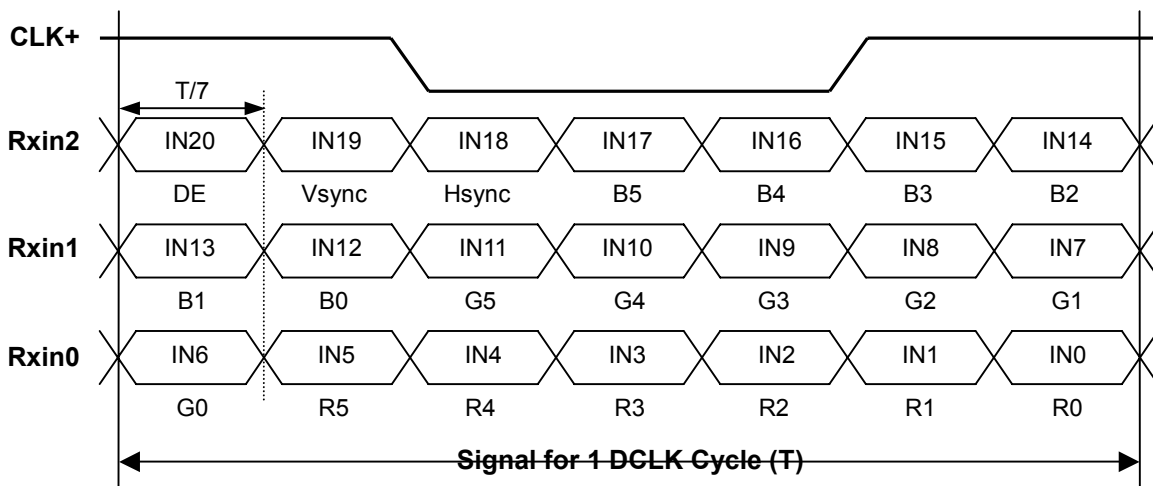 CLK+
T/7
Rxin2 IN20 IN19 IN18 IN17 IN16 IN15 IN14
DE Vsync Hsync B5 B4 B3 B2
Rxin1 IN13 IN12 IN11 IN10 IN9 IN8 IN7
B1 B0 G5 G4 G3 G2 G1
Rxin0 IN6 IN5 IN4 IN3 IN2 IN1 IN0
G0 R5 R4 R3 R2 R1 R0
Signal for 1 DCLK Cycle (T)